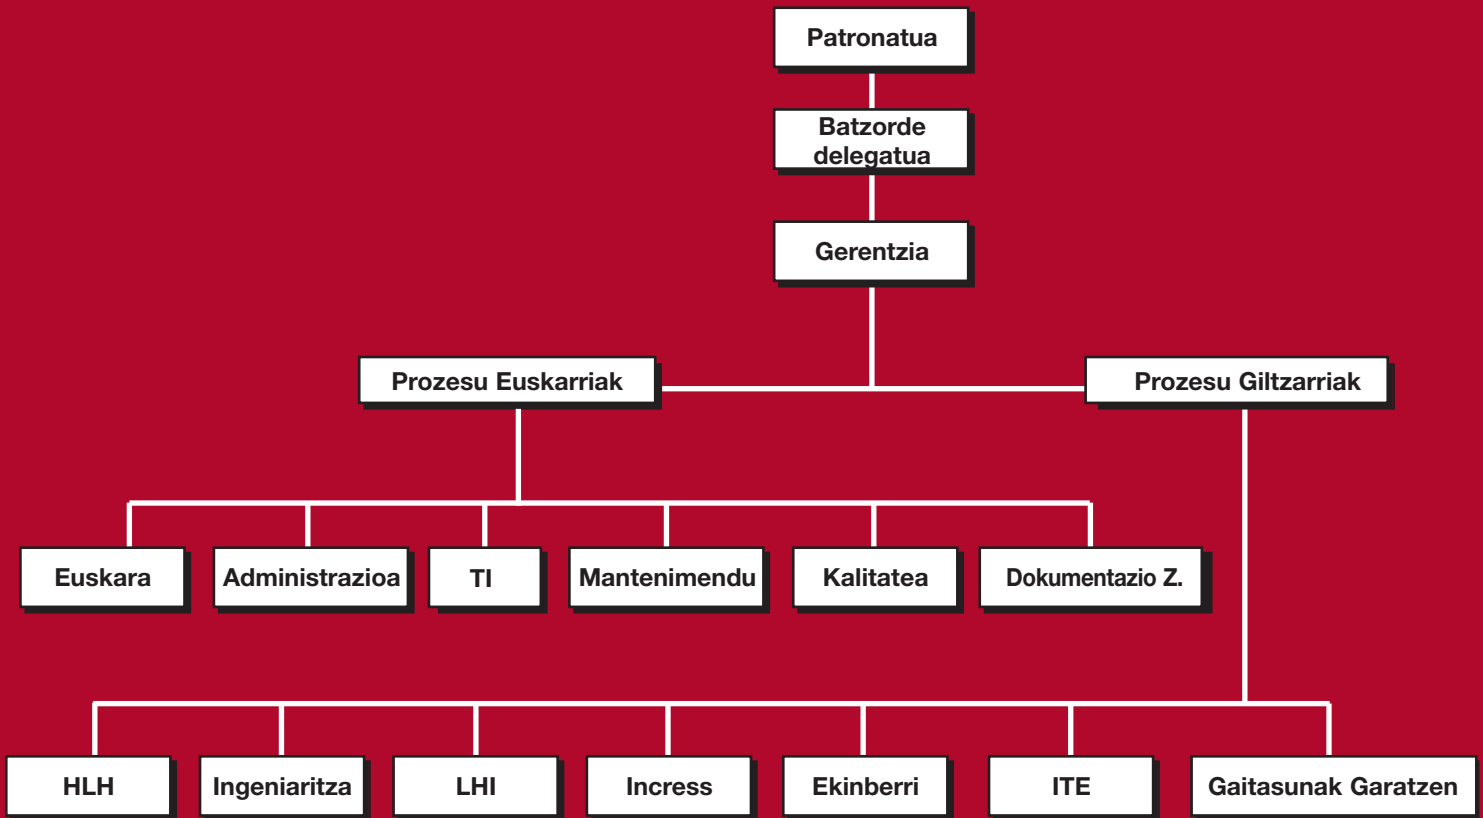 Patronatua
Batzorde
delegatua
Gerentzia
Prozesu Euskarriak
Prozesu Giltzarriak
Euskara
Administrazioa
TI
Mantenimendu
Kalitatea
Dokumentazio Z.
HLH
Ingeniaritza
LHI
Incress
Ekinberri
ITE
Gaitasunak Garatzen